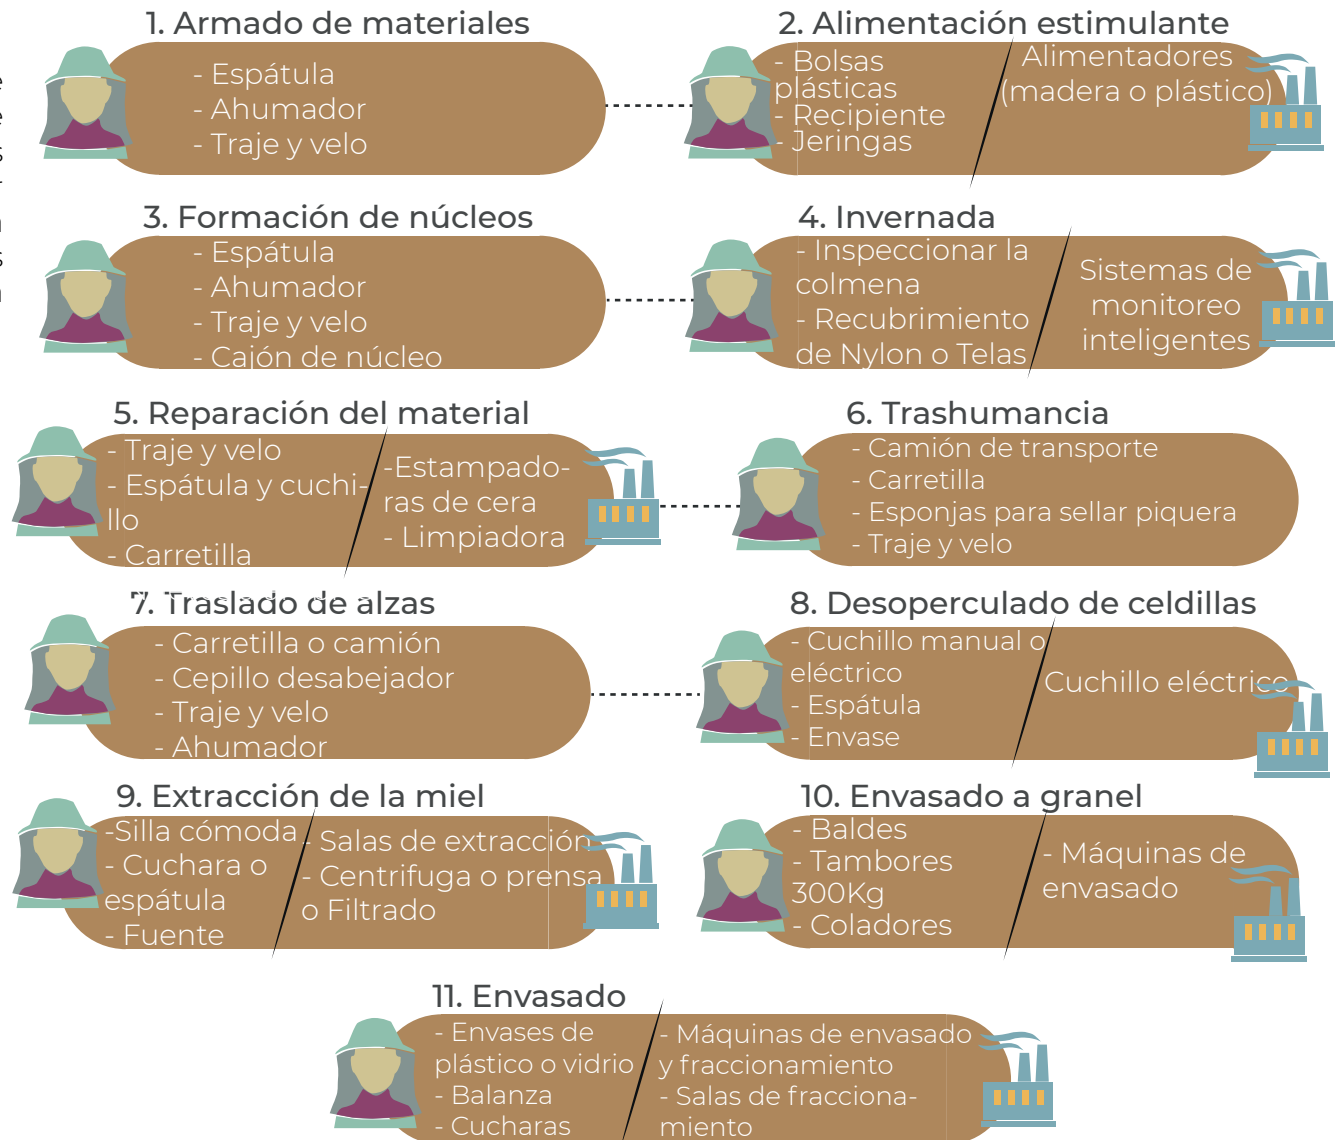 1. Armado de materiales
- Espátula
- Ahumador
- Traje y velo
2. Alimentación estimulante
- Bolsas
plásticas
- Recipiente
- Jeringas
Alimentadores
(madera o plástico)
3. Formación de núcleos
- Espátula
- Ahumador
- Traje y velo
- Cajón de núcleo
4. Invernada
- Inspeccionar la
colmena
- Recubrimiento
de Nylon o Telas
Sistemas de
monitoreo
inteligentes
5. Reparación del material
- Traje y velo
- Espátula y cuchi-
llo
- Carretilla
-Estampado-
ras de cera
- Limpiadora
6. Trashumancia
- Camión de transporte
- Carretilla
- Esponjas para sellar piquera
- Traje y velo
7. Traslado de alzas
- Carretilla o camión
- Cepillo desabejador
- Traje y velo
- Ahumador
8. Desoperculado de celdillas
- Cuchillo manual o
eléctrico
- Espátula
- Envase
Cuchillo eléctrico
9. Extracción de la miel
-Silla cómoda
- Cuchara o
espátula
- Fuente
- Salas de extracción
- Centrifuga o prensa
o Filtrado
10. Envasado a granel
- Baldes
- Tambores
300Kg
- Coladores
- Máquinas de
envasado
11. Envasado
- Envases de
plástico o vidrio
- Balanza
- Cucharas
- Máquinas de envasado
y fraccionamiento
- Salas de fracciona-
miento